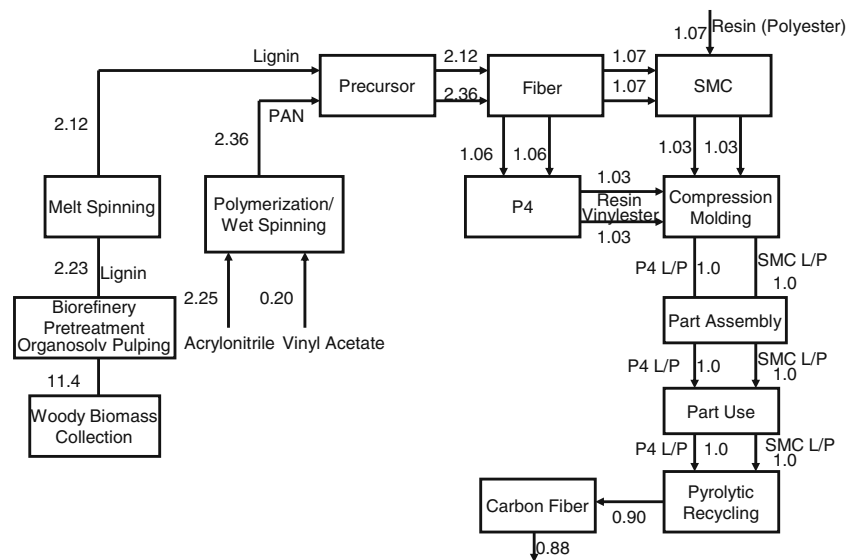 Resin (Polyester)
1.07
Lignin
2.12
1.07
Precursor
Fiber
SMC
2.36
1.07
PAN
2.12
2.36
1.06
1.06
1.03
1.03
Melt Spinning
Polymerization/
Wet Spinning
P4
1.03
Resin
Vinylester
1.03
Compression
Molding
2.23
Lignin
2.25
0.20
P4 L/P
1.0
SMC L/P
1.0
Biorefinery
Pretreatment
Organosolv Pulping
Acrylonitrile
Vinyl Acetate
Part Assembly
11.4
P4 L/P
1.0
SMC L/P
1.0
Woody Biomass
Collection
Part Use
P4 L/P
1.0
SMC L/P
1.0
Carbon Fiber
0.90
Pyrolytic
Recycling
0.88